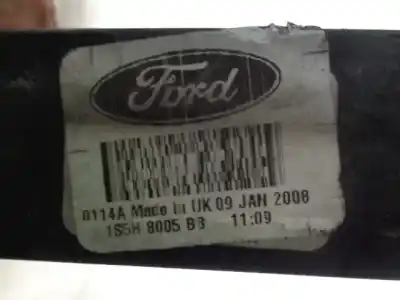 Ford
0114A Made in UK 09 JAN 2008
1S5H 8005 BB 11:09